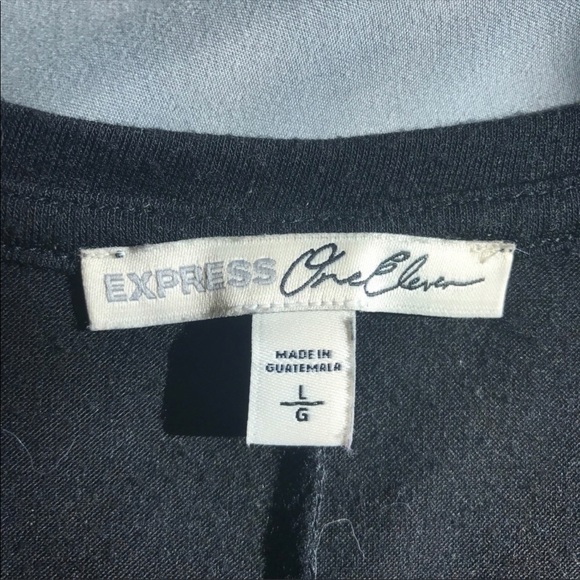 EXPRESS One Eleven
MADE IN
GUATEMALA
L
G